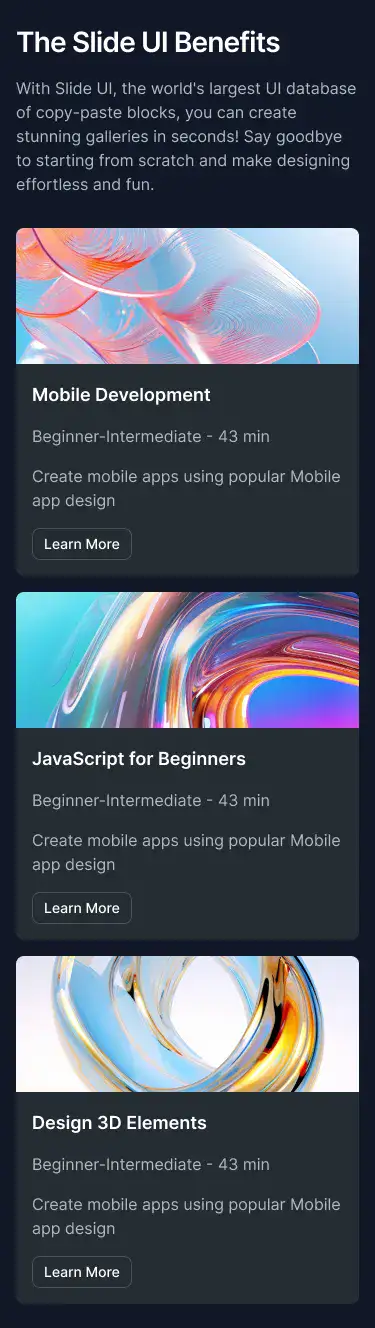 The Slide UI Benefits
With Slide UI, the world's largest UI database
of copy-paste blocks, you can create
stunning galleries in seconds! Say goodbye
to starting from scratch and make designing
effortless and fun.
Mobile Development
Beginner-Intermediate - 43 min
Create mobile apps using popular Mobile
app design
Learn More
JavaScript for Beginners
Beginner-Intermediate - 43 min
Create mobile apps using popular Mobile
app design
Learn More
Design 3D Elements
Beginner-Intermediate - 43 min
Create mobile apps using popular Mobile
app design
Learn More